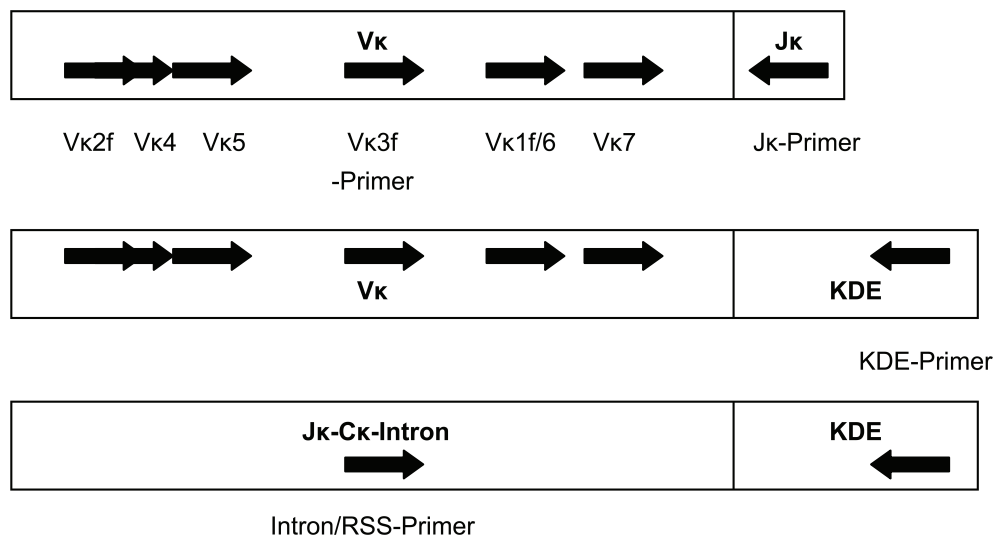 Vκ Jκ
Vκ2f Vκ4 Vκ5 Vκ3f Vκ1f/6 Vκ7 Jκ-Primer
-Primer
Vκ KDE
KDE-Primer
Jκ-Cκ-Intron KDE
Intron/RSS-Primer